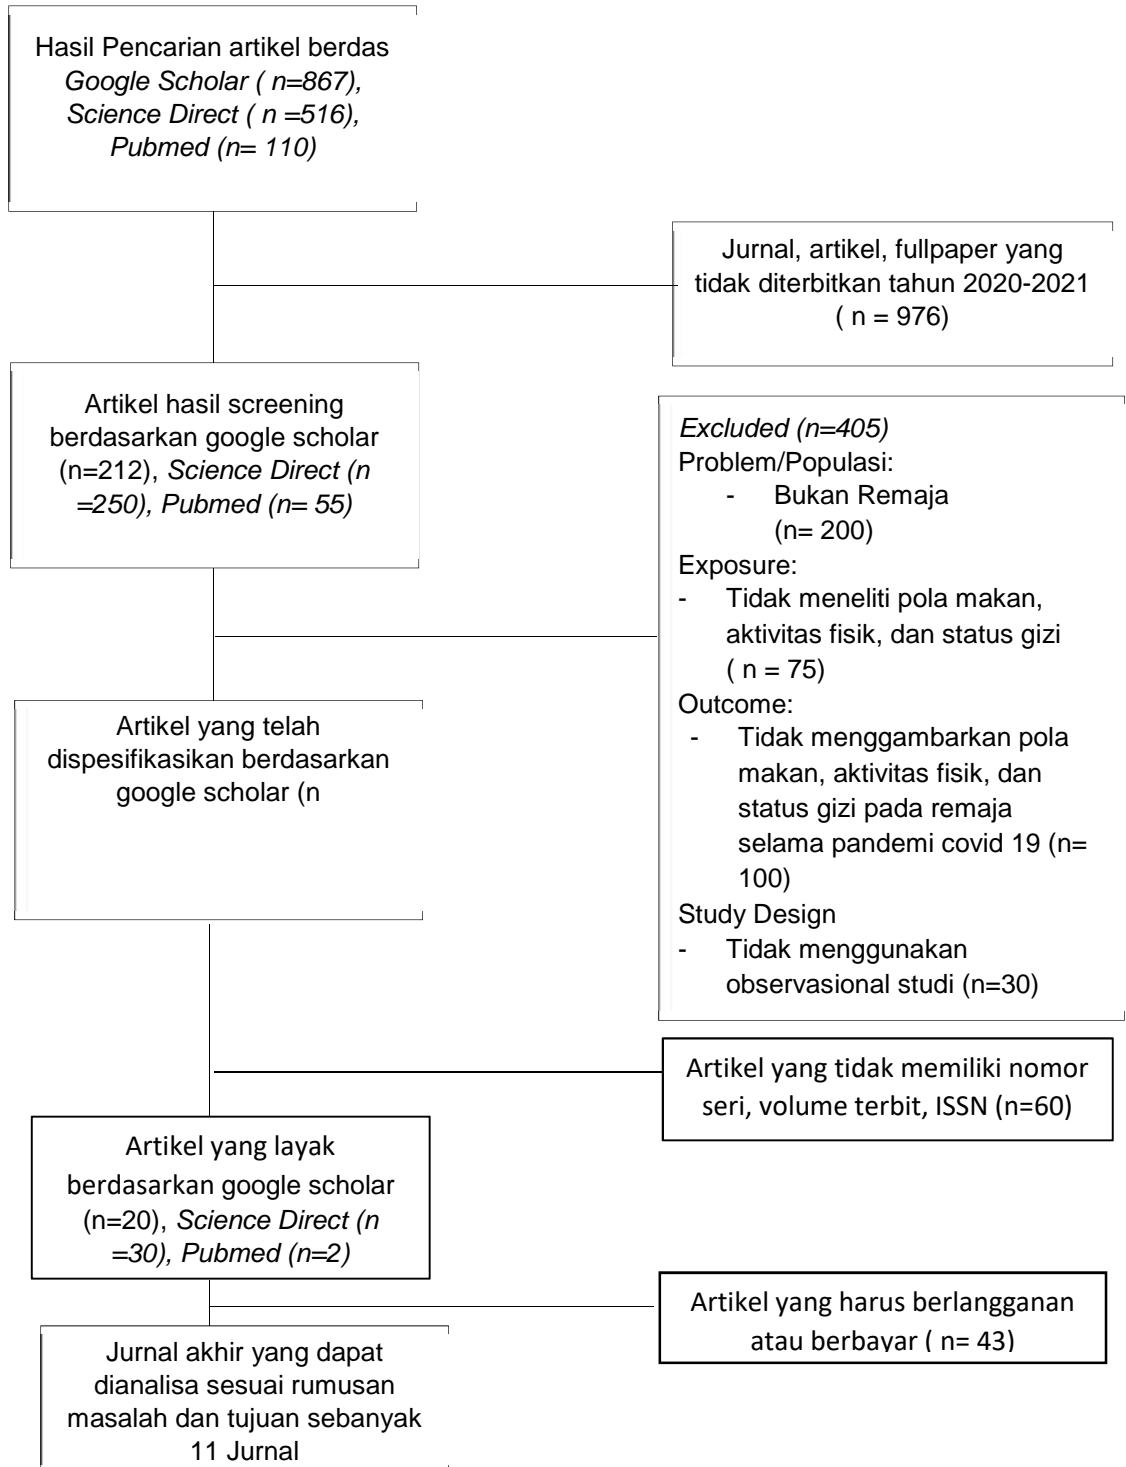 Hasil Pencarian artikel berdas
Google Scholar ( n=867),
Science Direct ( n =516),
Pubmed (n= 110)
Jurnal, artikel, fullpaper yang
tidak diterbitkan tahun 2020-2021
( n = 976)
Artikel hasil screening
berdasarkan google scholar
(n=212), Science Direct (n
=250), Pubmed (n= 55)
Excluded (n=405)
Problem/Populasi:
- Bukan Remaja
(n= 200)
Exposure:
- Tidak meneliti pola makan,
aktivitas fisik, dan status gizi
( n = 75)
Outcome:
- Tidak menggambarkan pola
makan, aktivitas fisik, dan
status gizi pada remaja
selama pandemi covid 19 (n=
100)
Study Design
- Tidak menggunakan
observasional studi (n=30)
Artikel yang telah
dispesifikasikan berdasarkan
google scholar (n
Artikel yang tidak memiliki nomor
seri, volume terbit, ISSN (n=60)
Artikel yang layak
berdasarkan google scholar
(n=20), Science Direct (n
=30), Pubmed (n=2)
Artikel yang harus berlangganan
atau berbayar ( n= 43)
Jurnal akhir yang dapat
dianalisa sesuai rumusan
masalah dan tujuan sebanyak
11 Jurnal